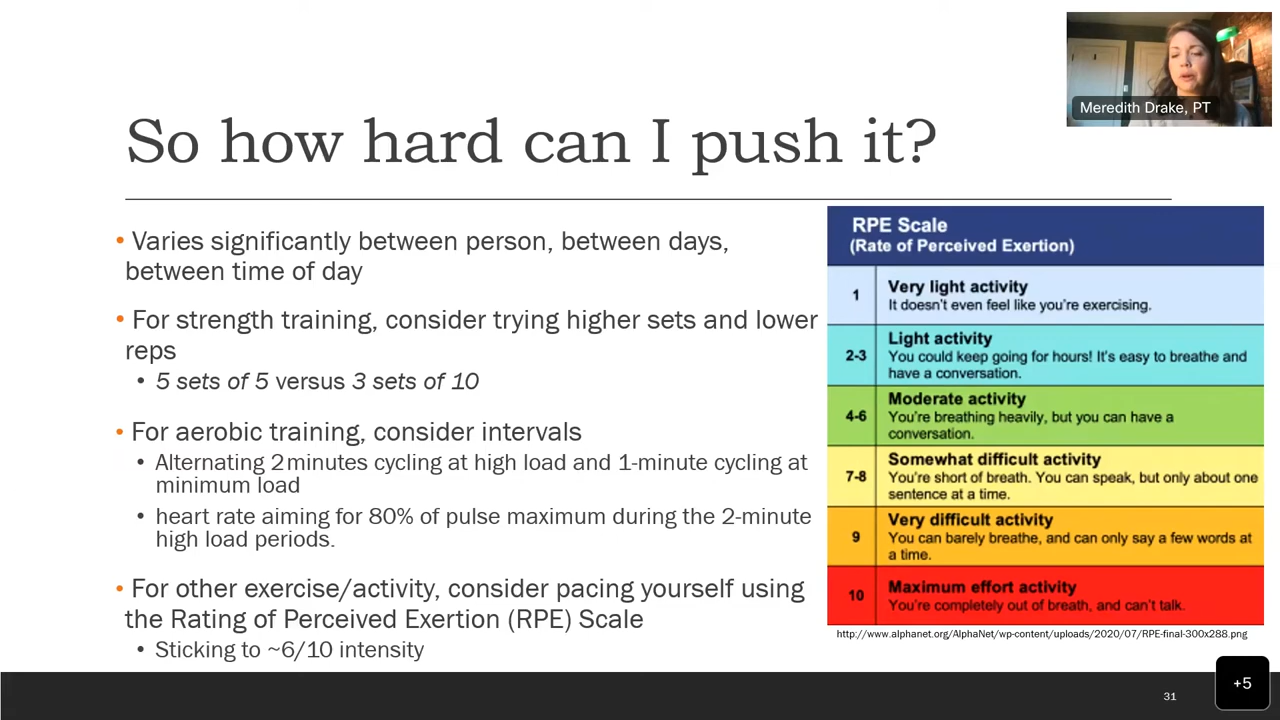 Meredith Drake, PT
So how hard can I push it?
• Varies significantly between person, between days,
between time of day
• For strength training, consider trying higher sets and lower
reps
• 5 sets of 5 versus 3 sets of 10
• For aerobic training, consider intervals
• Alternating 2 minutes cycling at high load and 1-minute cycling at
minimum load
• heart rate aiming for 80% of pulse maximum during the 2-minute
high load periods.
• For other exercise/activity, consider pacing yourself using
the Rating of Perceived Exertion (RPE) Scale
• Sticking to ~6/10 intensity
RPE Scale
(Rate of Perceived Exertion)
1
Very light activity
It doesn't even feel like you're exercising.
2-3
Light activity
You could keep going for hours! It's easy to breathe and
have a conversation.
4-6
Moderate activity
You're breathing heavily, but you can have a
conversation.
7-8
Somewhat difficult activity
You're short of breath. You can speak, but only about one
sentence at a time.
9
Very difficult activity
You can barely breathe, and can only say a few words at
a time.
10
Maximum effort activity
You're completely out of breath, and can't talk.
http://www.alphanet.org/AlphaNet/wp-content/uploads/2020/07/RPE-final-300x288.png
31
+5